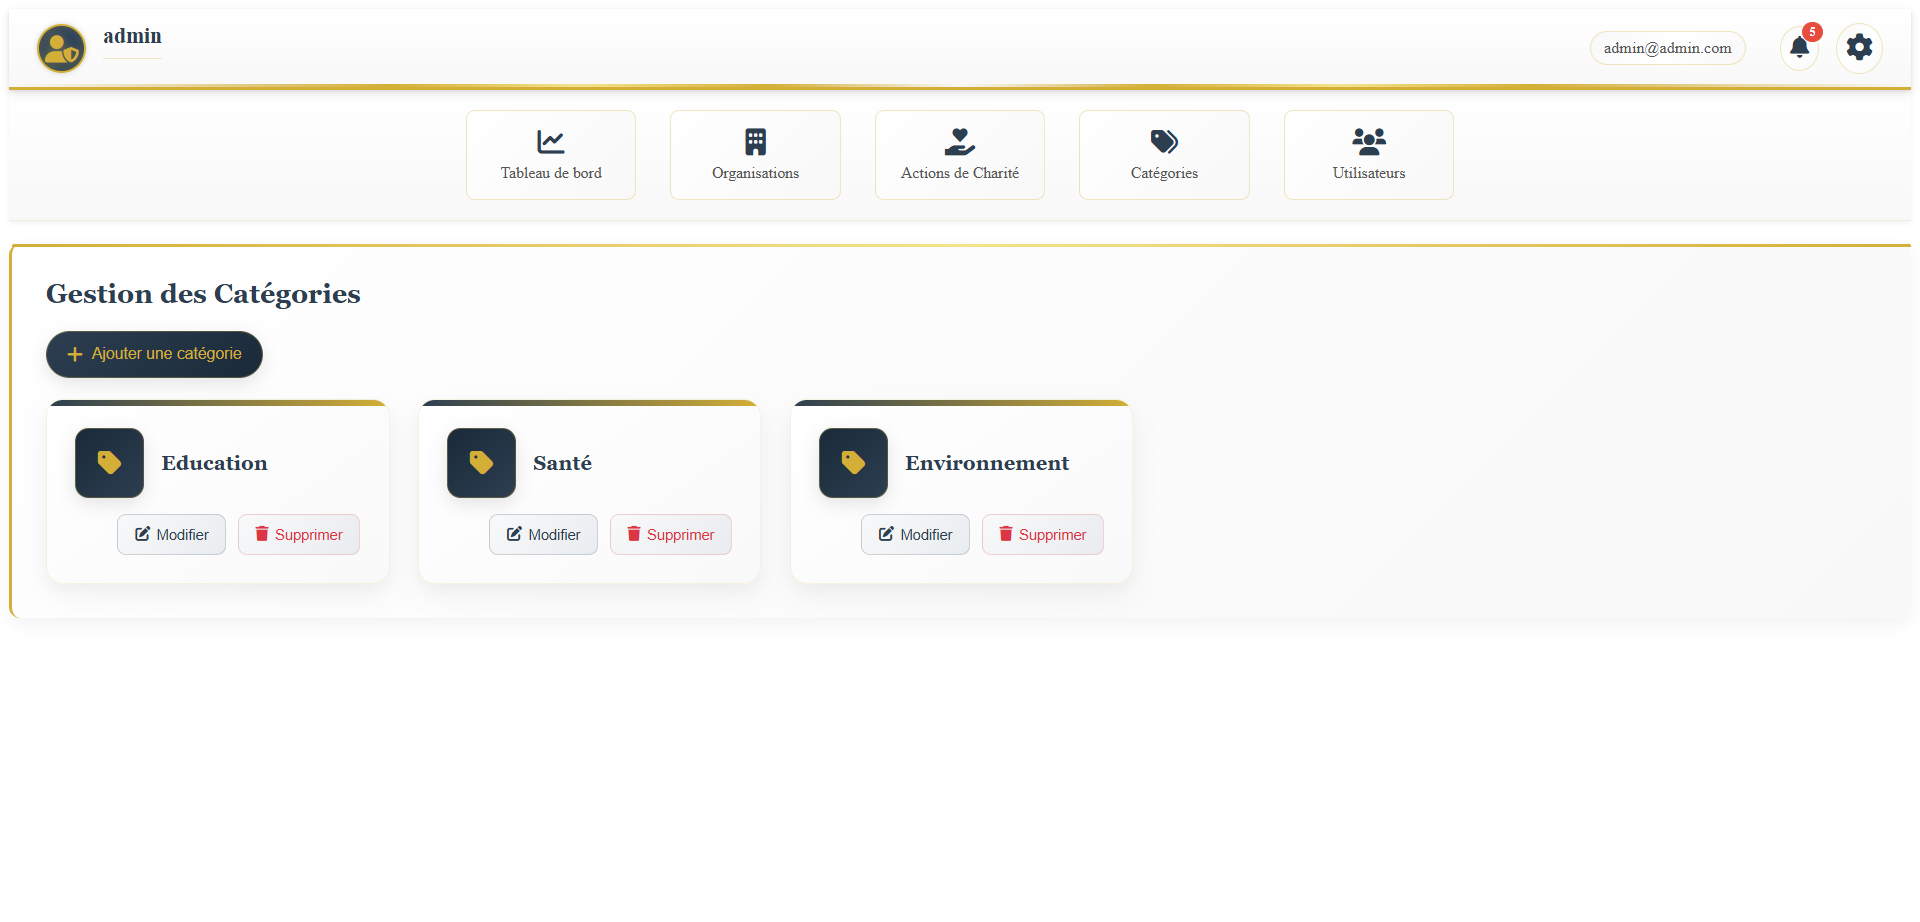 admin
admin@admin.com
5
Tableau de bord
Organisations
Actions de Charité
Catégories
Utilisateurs
Gestion des Catégories
Ajouter une catégorie
Education
Modifier
Supprimer
Santé
Modifier
Supprimer
Environnement
Modifier
Supprimer